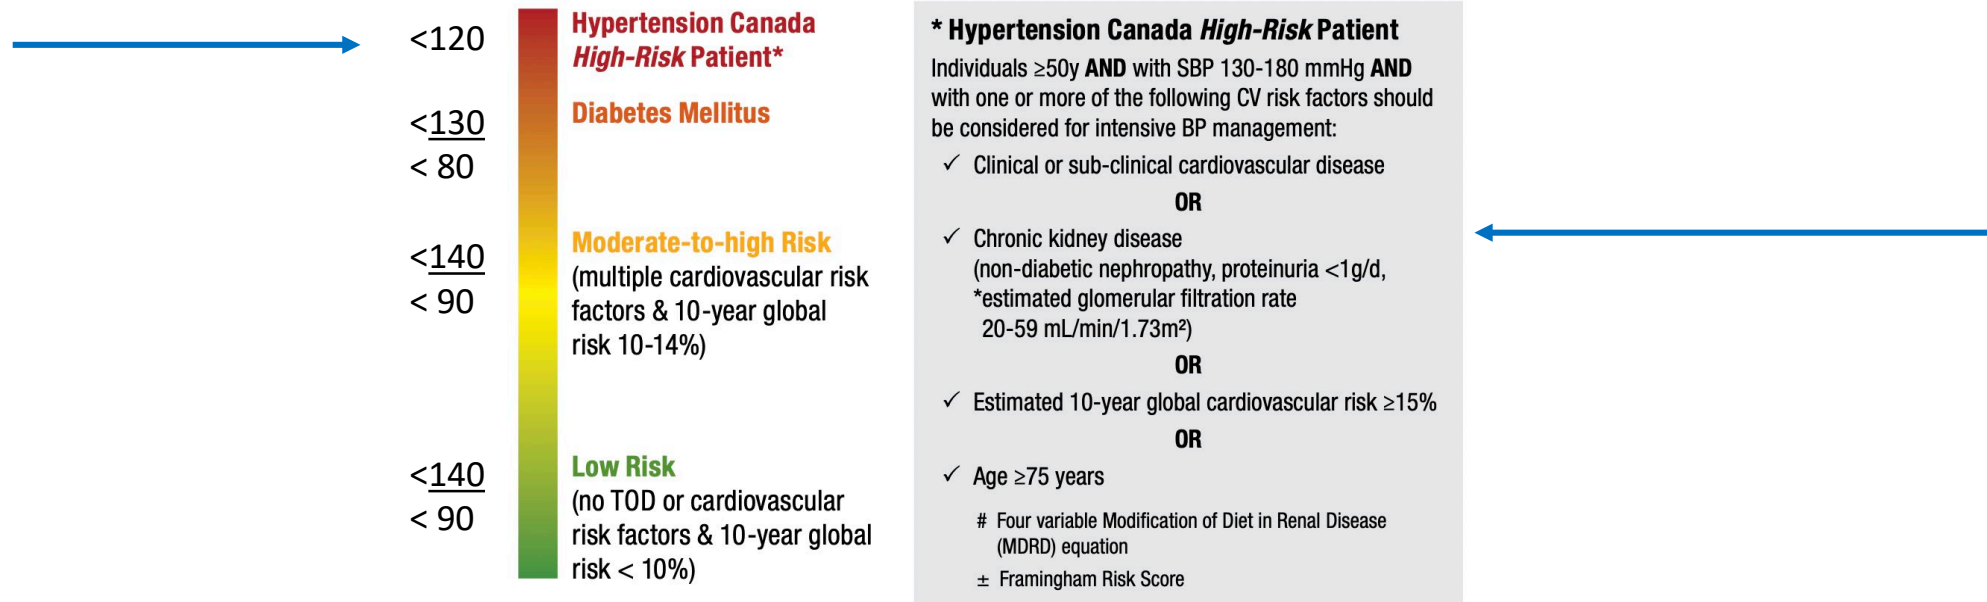 <120
Hypertension Canada
High-Risk Patient*
<130
< 80
Diabetes Mellitus
<140
< 90
Moderate-to-high Risk
(multiple cardiovascular risk
factors & 10-year global
risk 10-14%)
<140
< 90
Low Risk
(no TOD or cardiovascular
risk factors & 10-year global
risk < 10%)
* Hypertension Canada High-Risk Patient
Individuals ≥50y AND with SBP 130-180 mmHg AND
with one or more of the following CV risk factors should
be considered for intensive BP management:
✓ Clinical or sub-clinical cardiovascular disease
OR
✓ Chronic kidney disease
(non-diabetic nephropathy, proteinuria <1g/d,
*estimated glomerular filtration rate
20-59 mL/min/1.73m²)
OR
✓ Estimated 10-year global cardiovascular risk ≥15%
OR
✓ Age ≥75 years
# Four variable Modification of Diet in Renal Disease
(MDRD) equation
± Framingham Risk Score